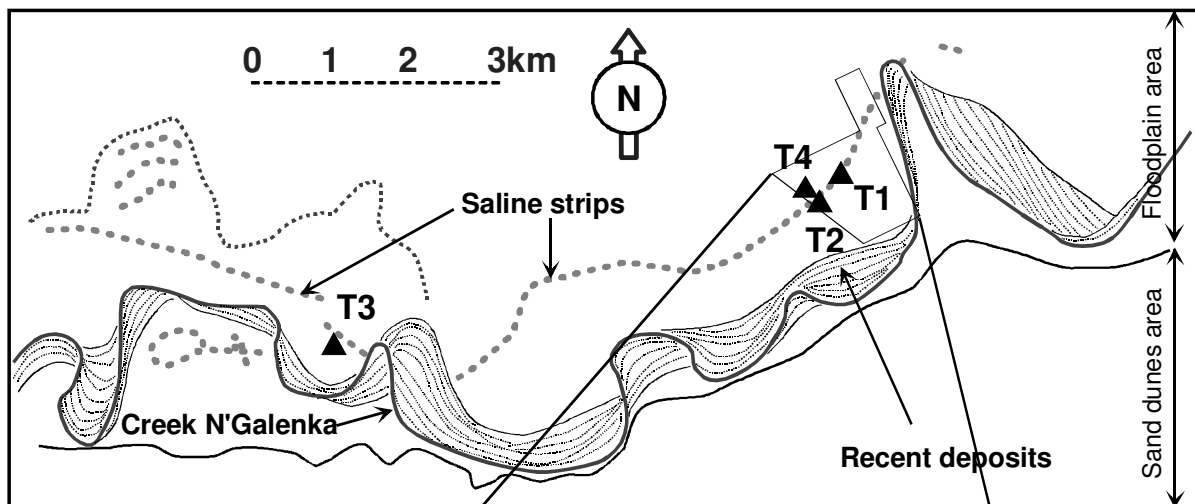 0 1 2 3km
N
Floodplain area
T4
T1
Saline strips
T2
T3
Creek N'Galenka
Recent deposits
Sand dunes area